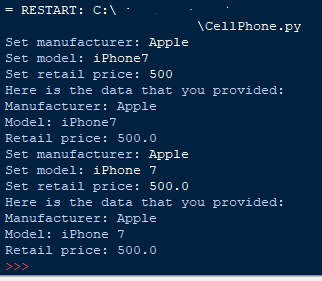 = RESTART: C:\
\CellPhone.py
Set manufacturer: Apple
Set model: iPhone7
Set retail price: 500
Here is the data that you provided:
Manufacturer: Apple
Model: iPhone7
Retail price: 500.0
Set manufacturer: Apple
Set model: iPhone 7
Set retail price: 500.0
Here is the data that you provided:
Manufacturer: Apple
Model: iPhone 7
Retail price: 500.0
>>>